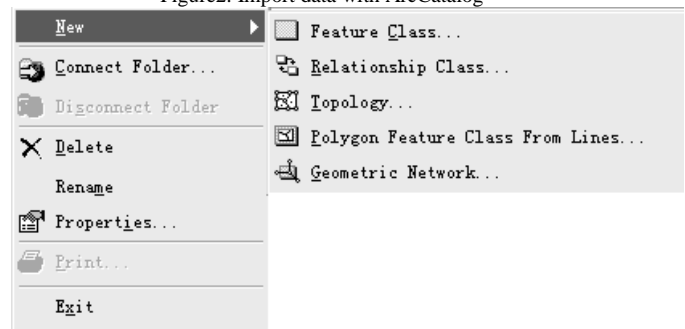 Figure2. Import data with ArcCatalog
New
Connect Folder...
Disconnect Folder
Delete
Rename
Properties...
Print...
Exit
Feature Class...
Relationship Class...
Topology...
Polygon Feature Class From Lines...
Geometric Network...